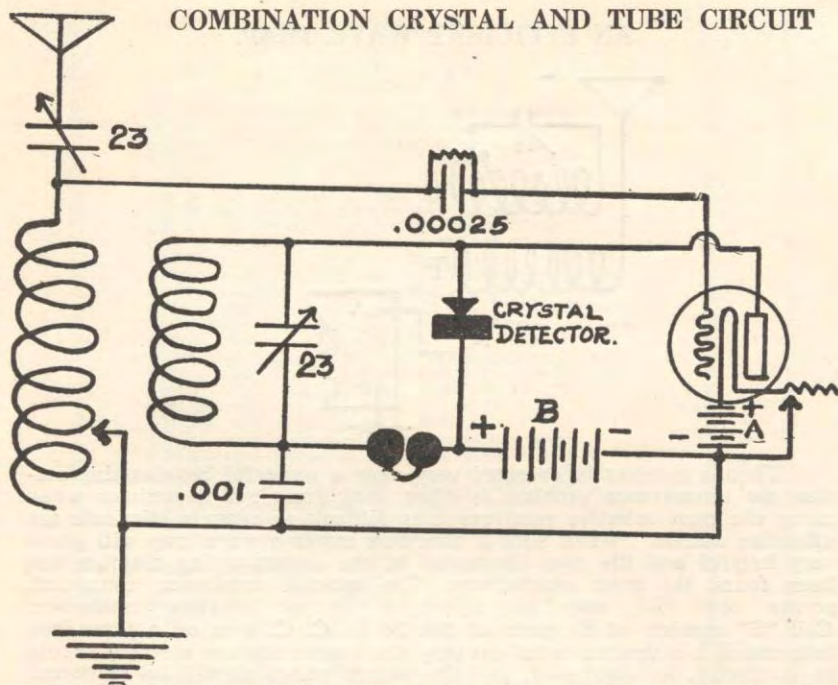 COMBINATION CRYSTAL AND TUBE CIRCUIT
23
.00025
CRYSTAL
DETECTOR.
23
+ B -
- + A
.001